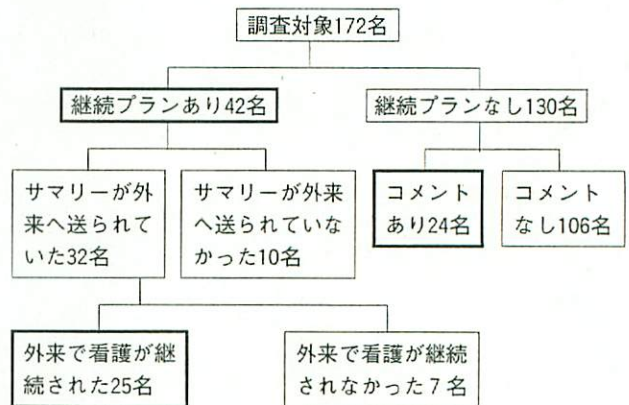 調査対象172名
継続プランあり42名
継続プランなし130名
サマリーが外
来へ送られて
いた32名
サマリーが外来
へ送られていな
かった10名
コメント
あり24名
コメント
なし106名
外来で看護が継
続された25名
外来で看護が継続
されなかった7名